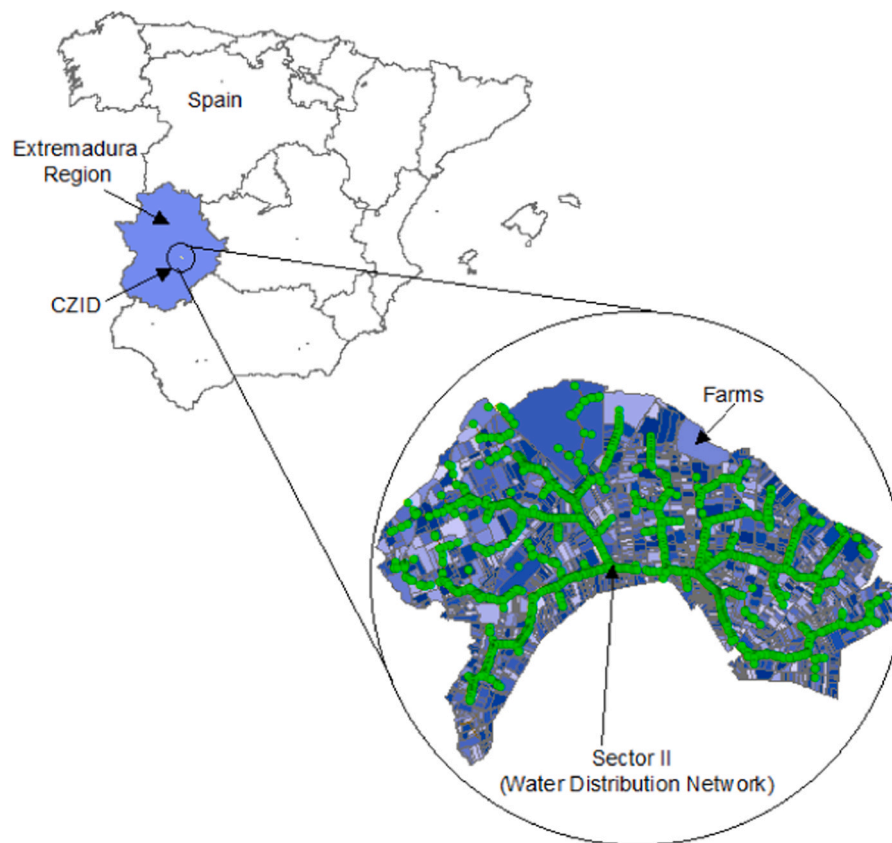 Spain
Extremadura
Region
CZID
Farms
Sector II
(Water Distribution Network)